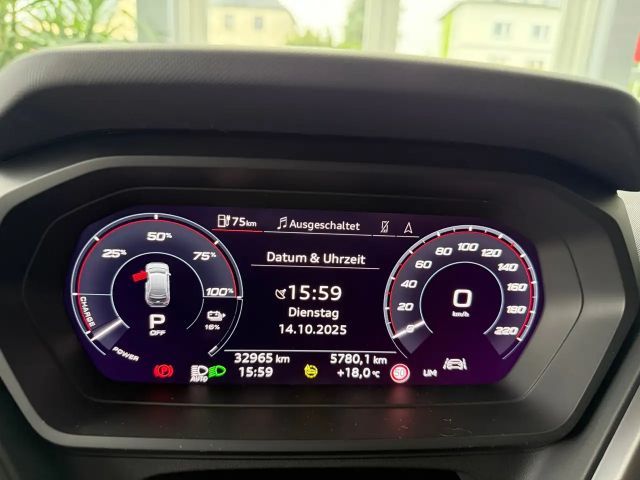 75km
Ausgeschaltet
25%
50%
75%
100%
CHARGE
POWER
P
OFF
16%
Datum & Uhrzeit
15:59
Dienstag
14.10.2025
0
20
40
60
80
100
120
140
160
180
200
220
0
km/h
32965 km
5780,1 km
AUTO
15:59
+18,0 °C
50
LIM